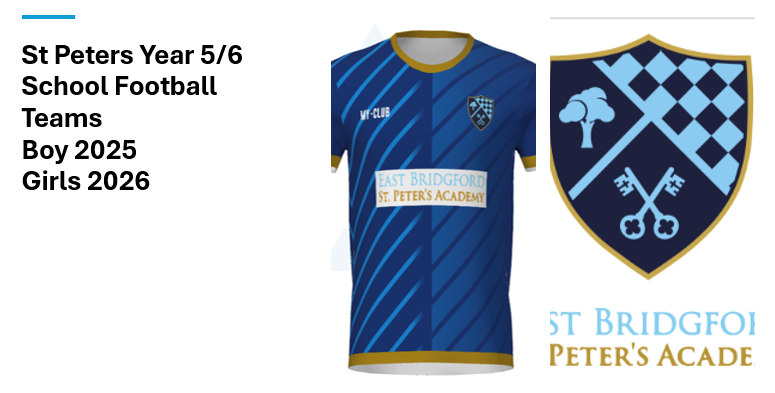 St Peters Year 5/6
School Football
Teams
Boy 2025
Girls 2026
MY-CLUB
EAST BRIDGFORD
ST. PETER'S ACADEMY
ST BRIDGFOR
PETER'S ACADE